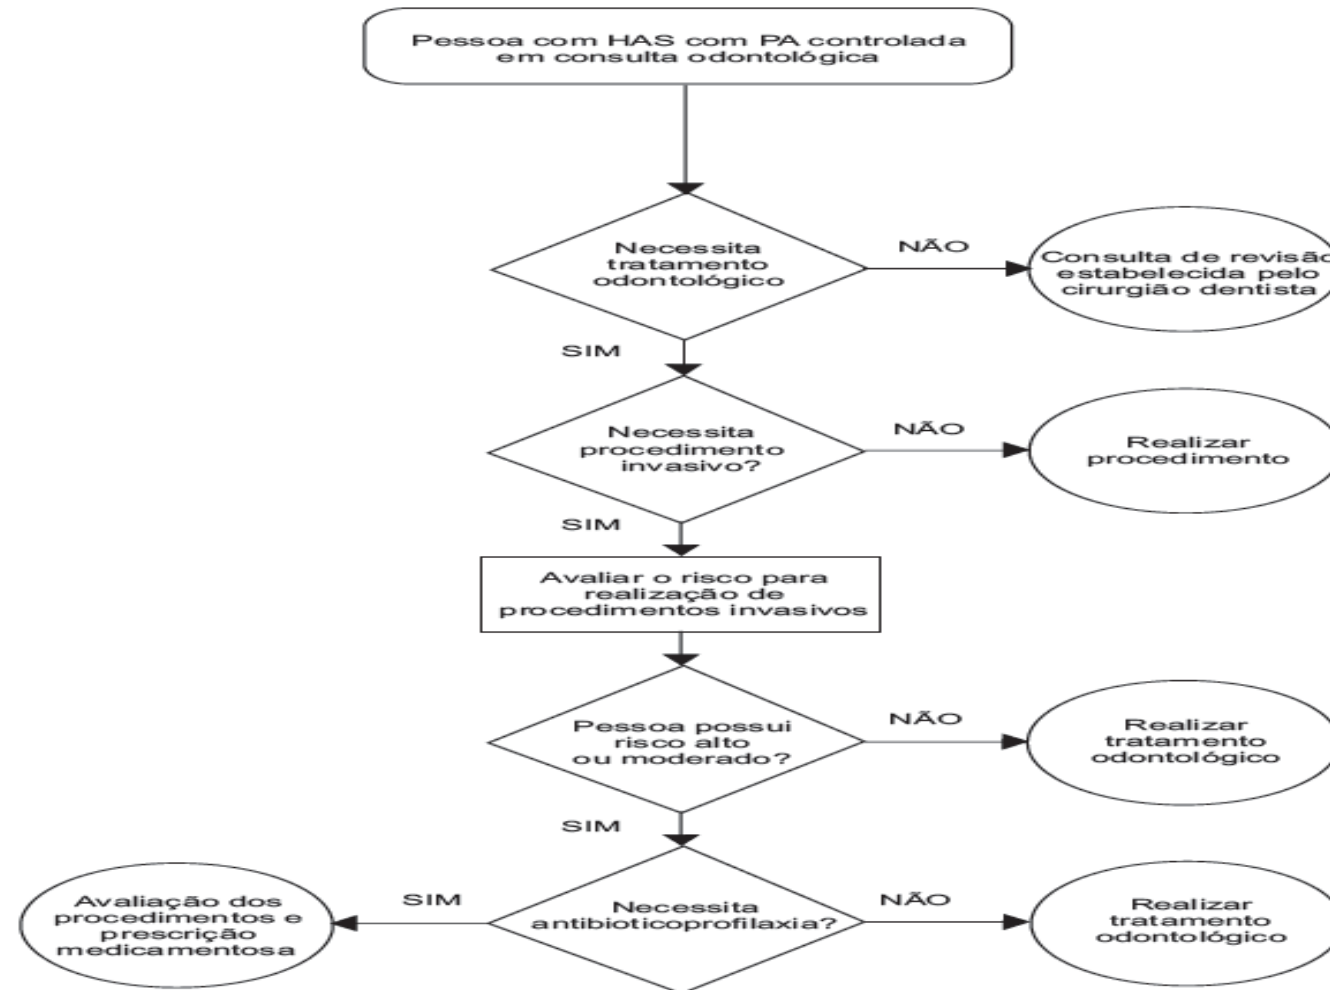 Pessoa com HAS com PA controlada
em consulta odontológica
Necessita
tratamento
odontológico
NÃO
Consulta de revisão
estabelecida pelo
cirurgião dentista
SIM
Necessita
procedimento
invasivo?
NÃO
Realizar
procedimento
SIM
Avaliar o risco para
realização de
procedimentos invasivos
Pessoa possui
risco alto
ou moderado?
NÃO
Realizar
tratamento
odontológico
SIM
Necessita
antibioticoprofilaxia?
SIM
Avaliação dos
procedimentos e
prescrição
medicamentosa
NÃO
Realizar
tratamento
odontológico